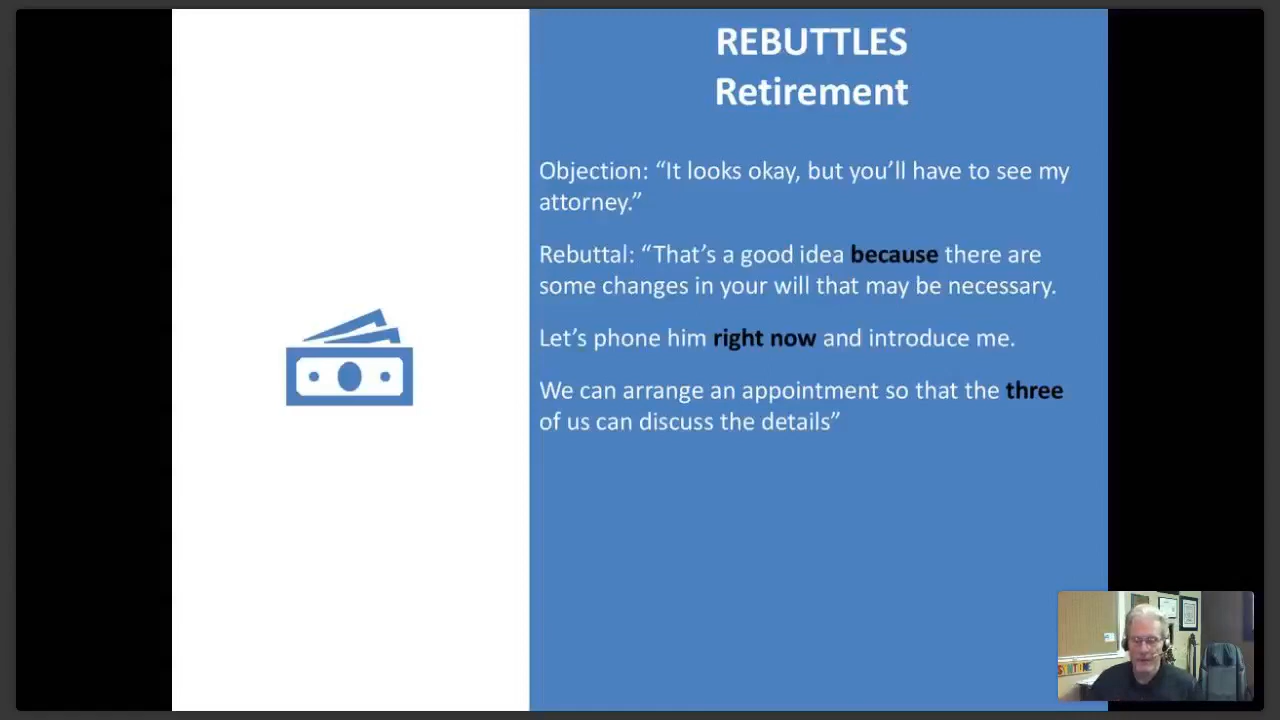 REBUTTLES
Retirement
Objection: “It looks okay, but you’ll have to see my
attorney.”
Rebuttal: “That’s a good idea because there are
some changes in your will that may be necessary.
Let’s phone him right now and introduce me.
We can arrange an appointment so that the three
of us can discuss the details”